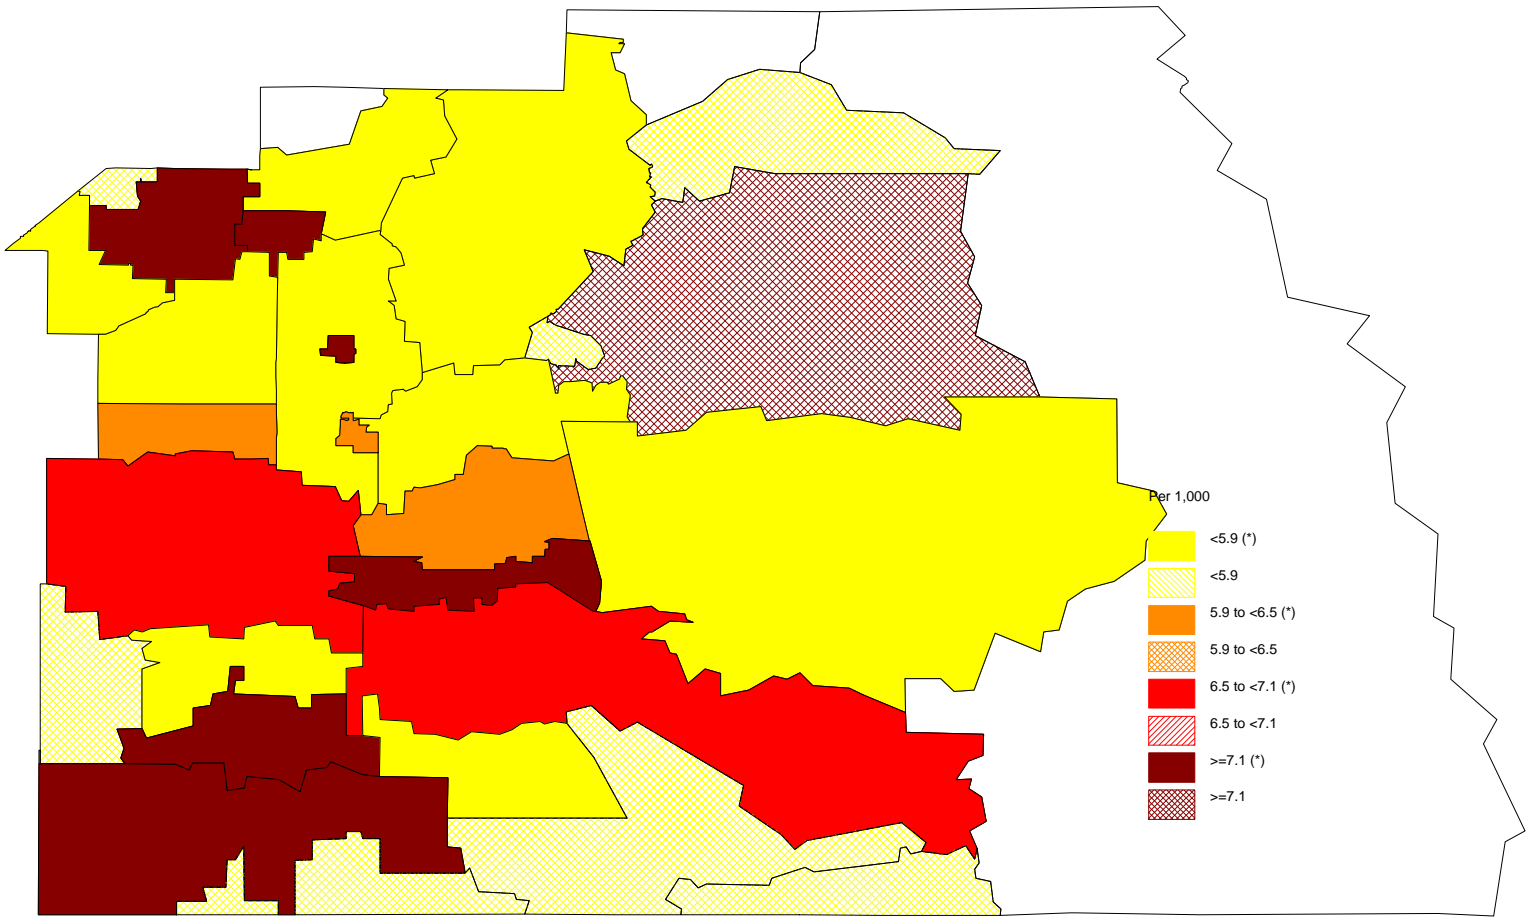 Per 1,000
<5.9 (*)
<5.9
5.9 to <6.5 (*)
5.9 to <6.5
6.5 to <7.1 (*)
6.5 to <7.1
>=7.1 (*)
>=7.1